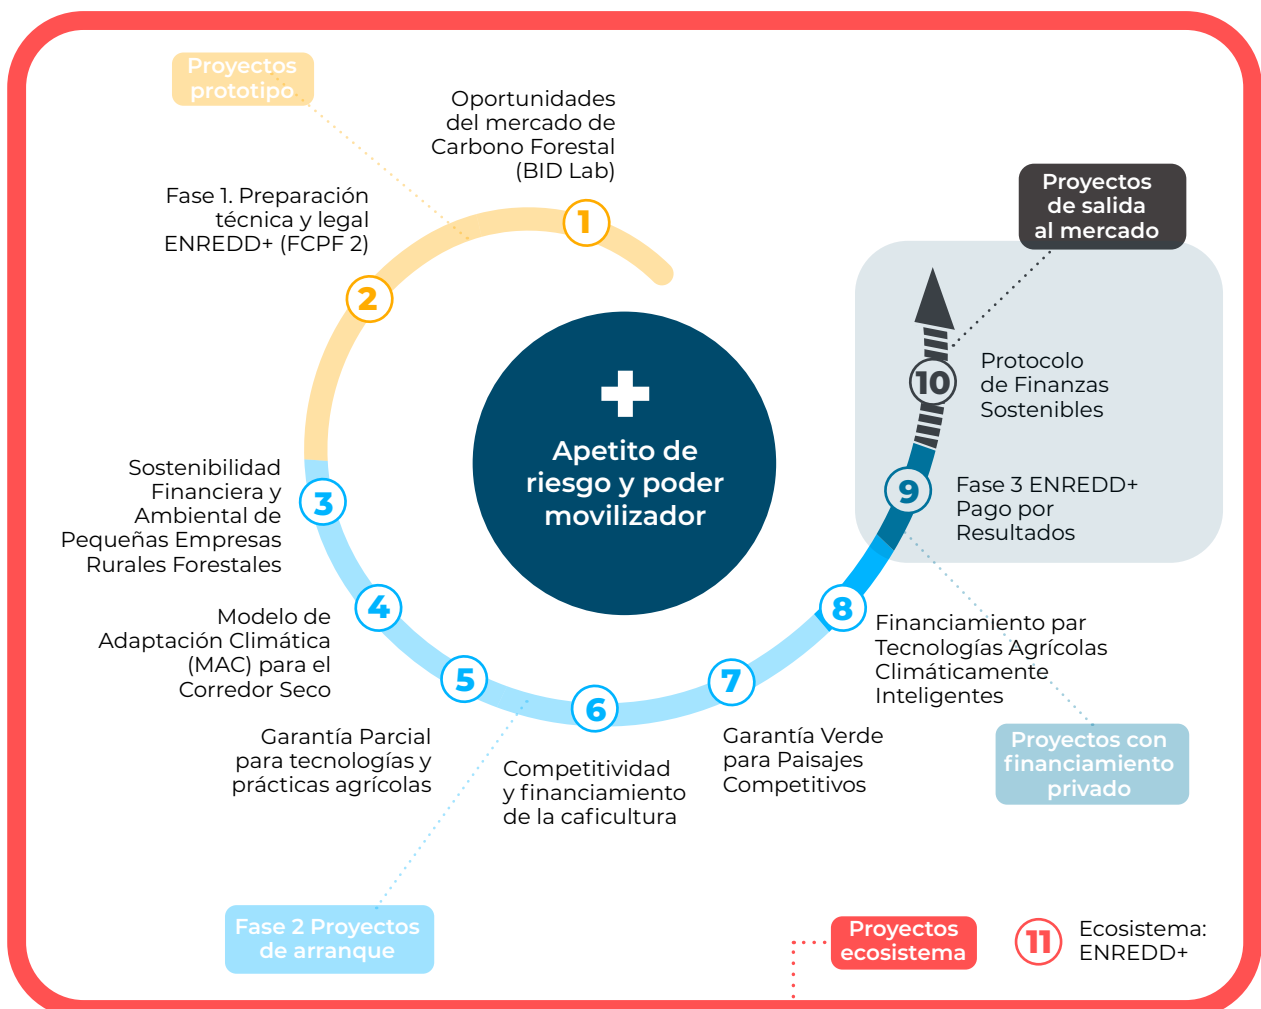 Proyectos
prototipo
Oportunidades
del mercado de
Carbono Forestal
(BID Lab)
1
Fase 1. Preparación
técnica y legal
ENREDD+ (FCPF 2)
2
Sostenibilidad
Financiera y
Ambiental de
Pequeñas Empresas
Rurales Forestales
3
Modelo de
Adaptación Climática
(MAC) para el
Corredor Seco
4
Garantía Parcial
para tecnologías y
prácticas agrícolas
5
Competitividad
y financiamiento
de la caficultura
6
Garantía Verde
para Paisajes
Competitivos
7
Financiamiento par
Tecnologías Agrícolas
Climáticamente
Inteligentes
8
Fase 3 ENREDD+
Pago por
Resultados
9
Protocolo
de Finanzas
Sostenibles
10
Proyectos
de salida
al mercado
+
Apetito de
riesgo y poder
movilizador
Proyectos con
financiamiento
privado
Fase 2 Proyectos
de arranque
Proyectos
ecosistema
11
Ecosistema:
ENREDD+